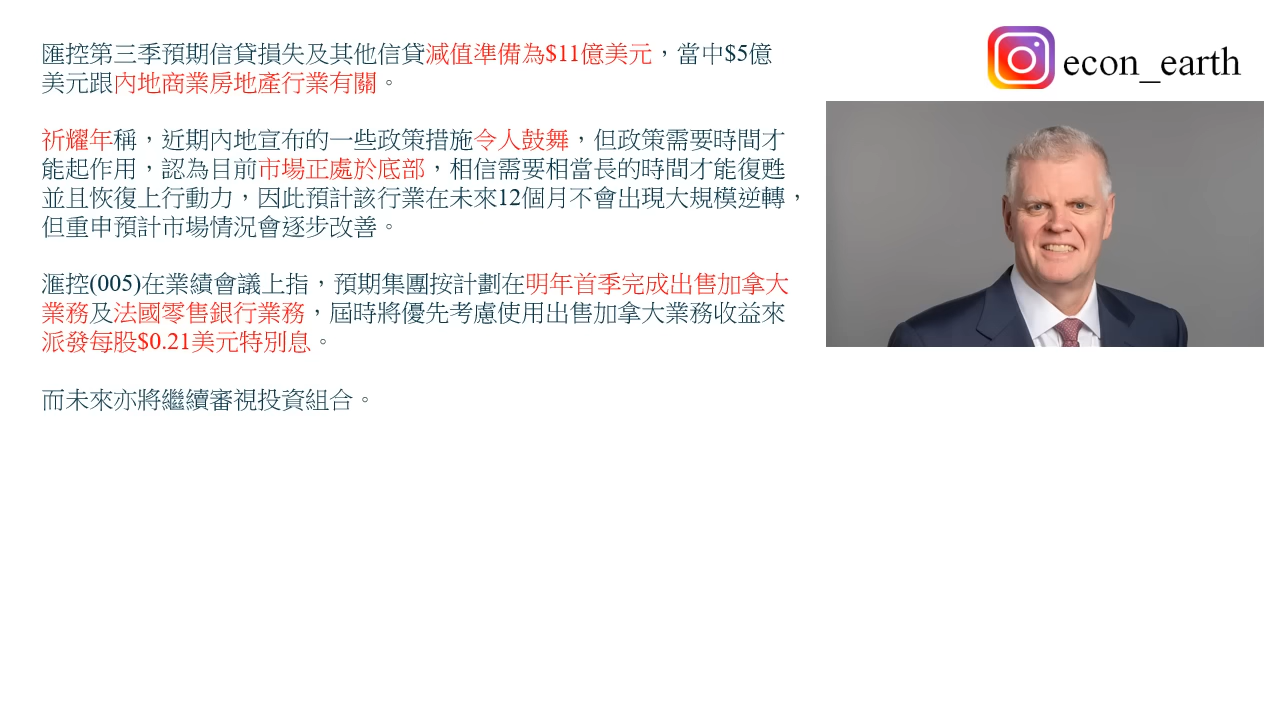 匯控第三季預期信貸損失及其他信貸減值準備為$11億美元，當中$5億
美元跟內地商業房地產行業有關。
祈耀年稱，近期內地宣布的一些政策措施令人鼓舞，但政策需要時間才
能起作用，認為目前市場正處於底部，相信需要相當長的時間才能復甦
並且恢復上行動力，因此預計該行業在未來12個月不會出現大規模逆轉，
但重申預計市場情況會逐步改善。
滙控(005)在業績會議上指，預期集團按計劃在明年首季完成出售加拿大
業務及法國零售銀行業務，屆時將優先考慮使用出售加拿大業務收益來
派發每股$0.21美元特別息。
而未來亦將繼續審視投資組合。
econ_earth